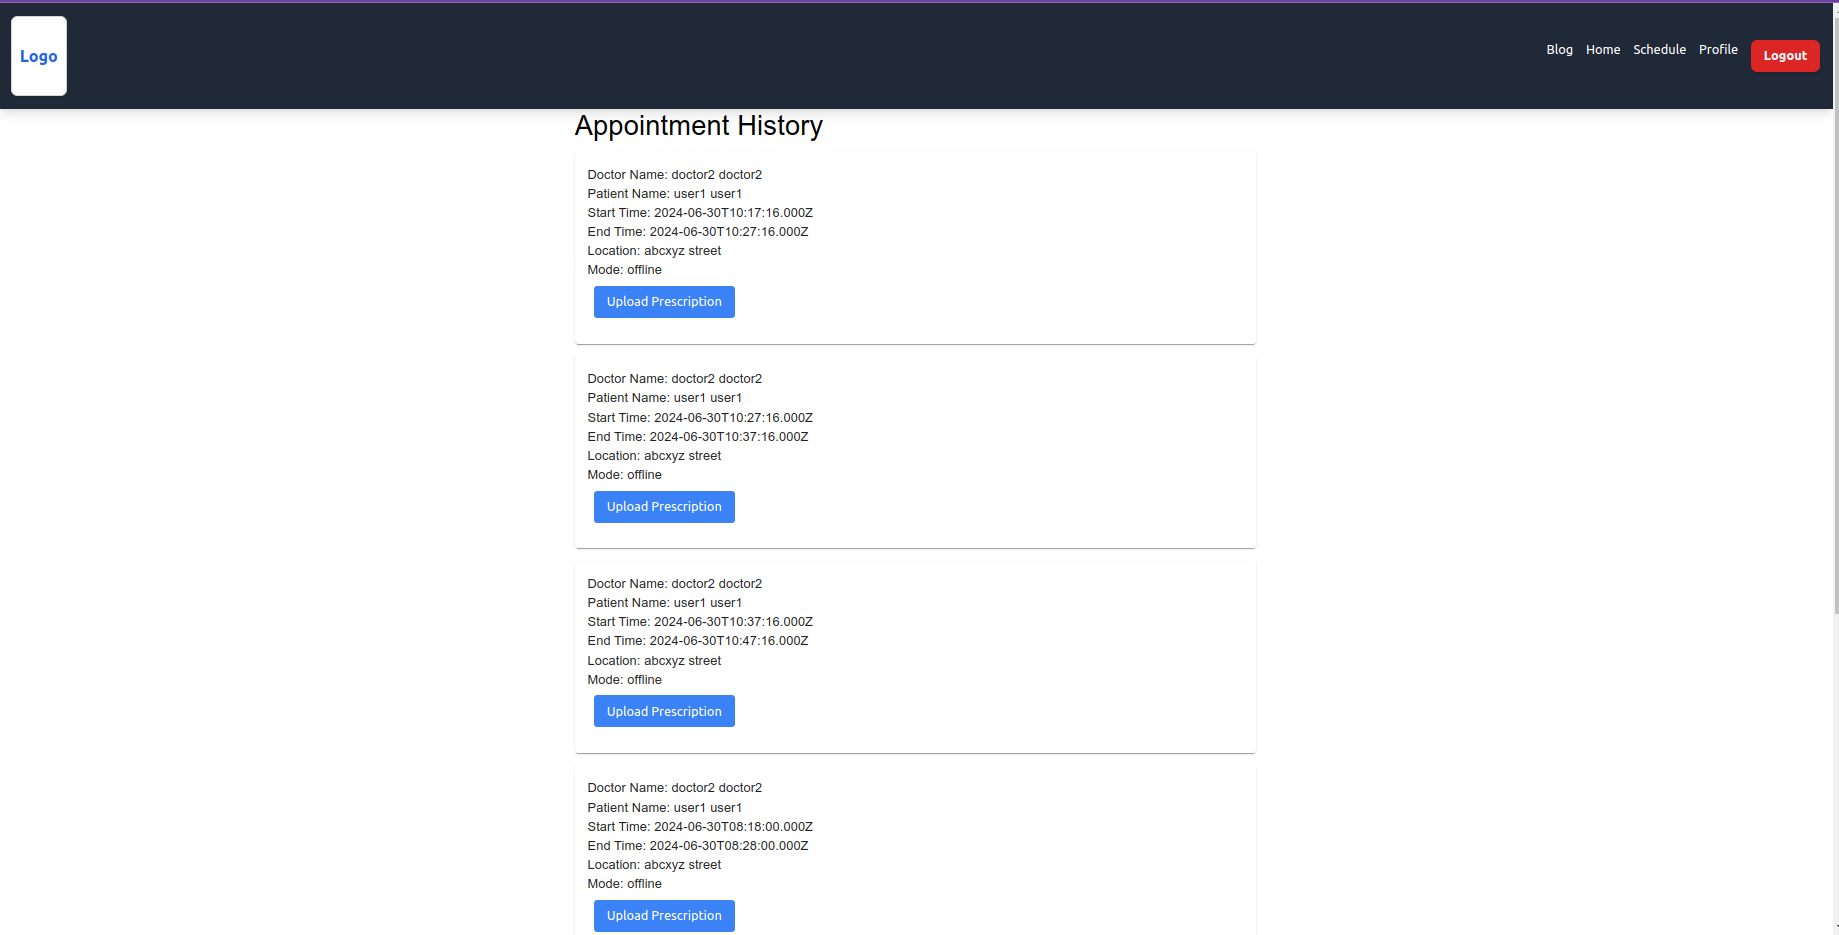 Logo
Blog Home Schedule Profile Logout
Appointment History
Doctor Name: doctor2 doctor2
Patient Name: user1 user1
Start Time: 2024-06-30T10:17:16.000Z
End Time: 2024-06-30T10:27:16.000Z
Location: abcxyz street
Mode: offline
Upload Prescription
Doctor Name: doctor2 doctor2
Patient Name: user1 user1
Start Time: 2024-06-30T10:27:16.000Z
End Time: 2024-06-30T10:37:16.000Z
Location: abcxyz street
Mode: offline
Upload Prescription
Doctor Name: doctor2 doctor2
Patient Name: user1 user1
Start Time: 2024-06-30T10:37:16.000Z
End Time: 2024-06-30T10:47:16.000Z
Location: abcxyz street
Mode: offline
Upload Prescription
Doctor Name: doctor2 doctor2
Patient Name: user1 user1
Start Time: 2024-06-30T08:18:00.000Z
End Time: 2024-06-30T08:28:00.000Z
Location: abcxyz street
Mode: offline
Upload Prescription